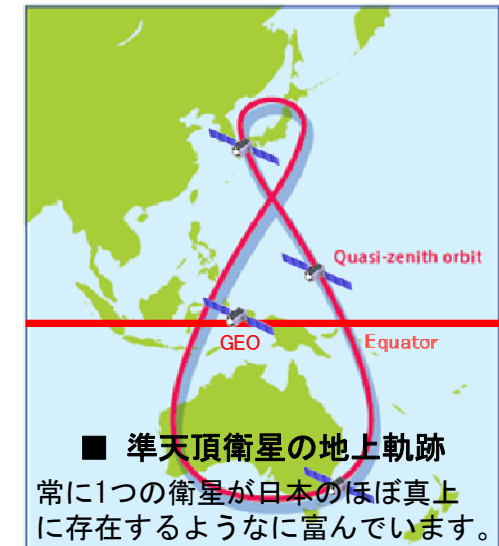 Quasi-zenith orbit
GEO
Equator
■ 準天頂衛星の地上軌跡
常に1つの衛星が日本のほぼ真上
に存在するようなに富んでいます。